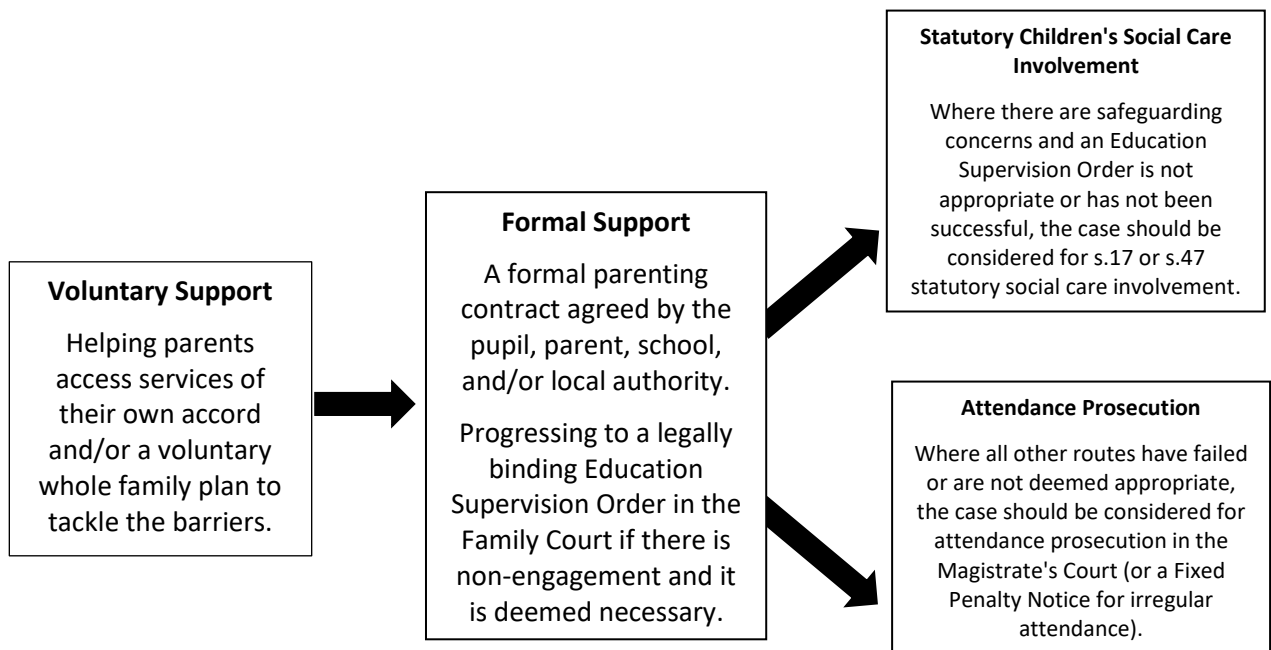 Voluntary Support
Helping parents
access services of
their own accord
and/or a voluntary
whole family plan to
tackle the barriers.
Formal Support
A formal parenting
contract agreed by the
pupil, parent, school,
and/or local authority.
Progressing to a legally
binding Education
Supervision Order in the
Family Court if there is
non-engagement and it
is deemed necessary.
Statutory Children's Social Care
Involvement
Where there are safeguarding
concerns and an Education
Supervision Order is not
appropriate or has not been
successful, the case should be
considered for s.17 or s.47
statutory social care involvement.
Attendance Prosecution
Where all other routes have failed
or are not deemed appropriate,
the case should be considered for
attendance prosecution in the
Magistrate's Court (or a Fixed
Penalty Notice for irregular
attendance).